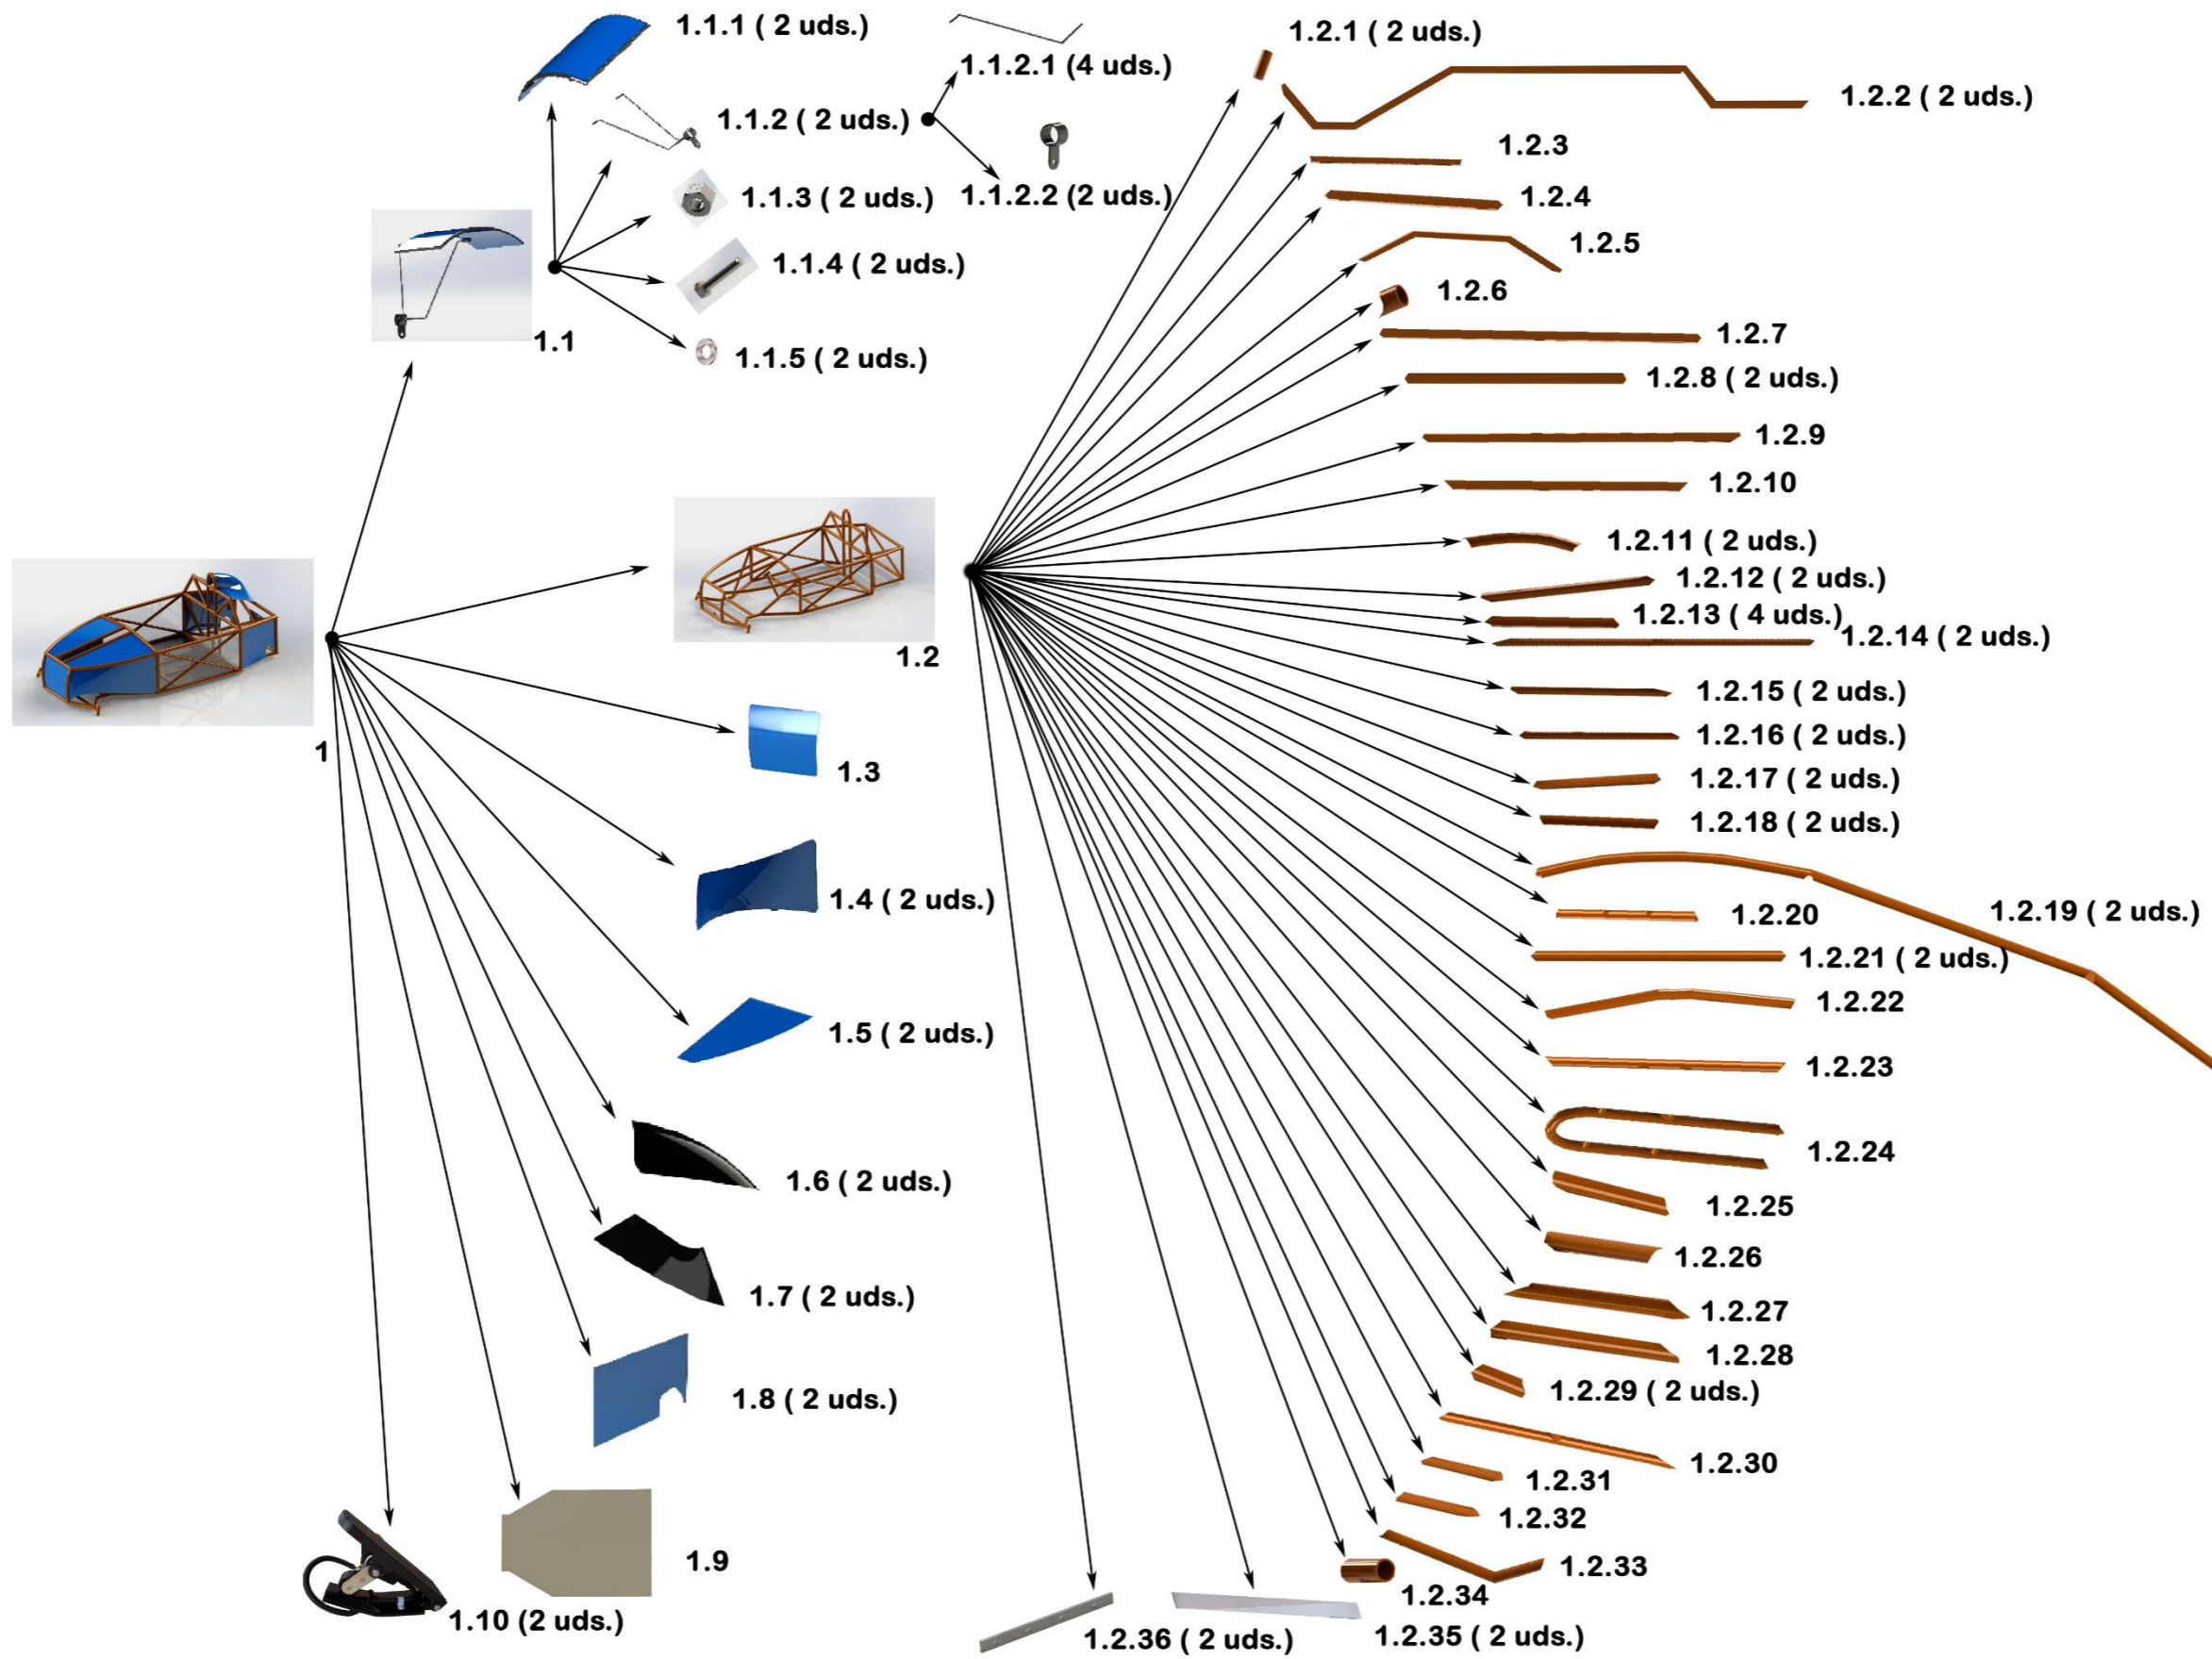 1.1.1 ( 2 uds.)
1.1.2 ( 2 uds.)
1.1.3 ( 2 uds.)
1.1.4 ( 2 uds.)
1.1.5 ( 2 uds.)
1.1
1.1.2.1 (4 uds.)
1.1.2.2 (2 uds.)
1
1.2
1.3
1.4 ( 2 uds.)
1.5 ( 2 uds.)
1.6 ( 2 uds.)
1.7 ( 2 uds.)
1.8 ( 2 uds.)
1.9
1.10 (2 uds.)
1.2.1 ( 2 uds.)
1.2.2 ( 2 uds.)
1.2.3
1.2.4
1.2.5
1.2.6
1.2.7
1.2.8 ( 2 uds.)
1.2.9
1.2.10
1.2.11 ( 2 uds.)
1.2.12 ( 2 uds.)
1.2.13 ( 4 uds.)
1.2.14 ( 2 uds.)
1.2.15 ( 2 uds.)
1.2.16 ( 2 uds.)
1.2.17 ( 2 uds.)
1.2.18 ( 2 uds.)
1.2.19 ( 2 uds.)
1.2.20
1.2.21 ( 2 uds.)
1.2.22
1.2.23
1.2.24
1.2.25
1.2.26
1.2.27
1.2.28
1.2.29 ( 2 uds.)
1.2.30
1.2.31
1.2.32
1.2.33
1.2.34
1.2.35 ( 2 uds.)
1.2.36 ( 2 uds.)